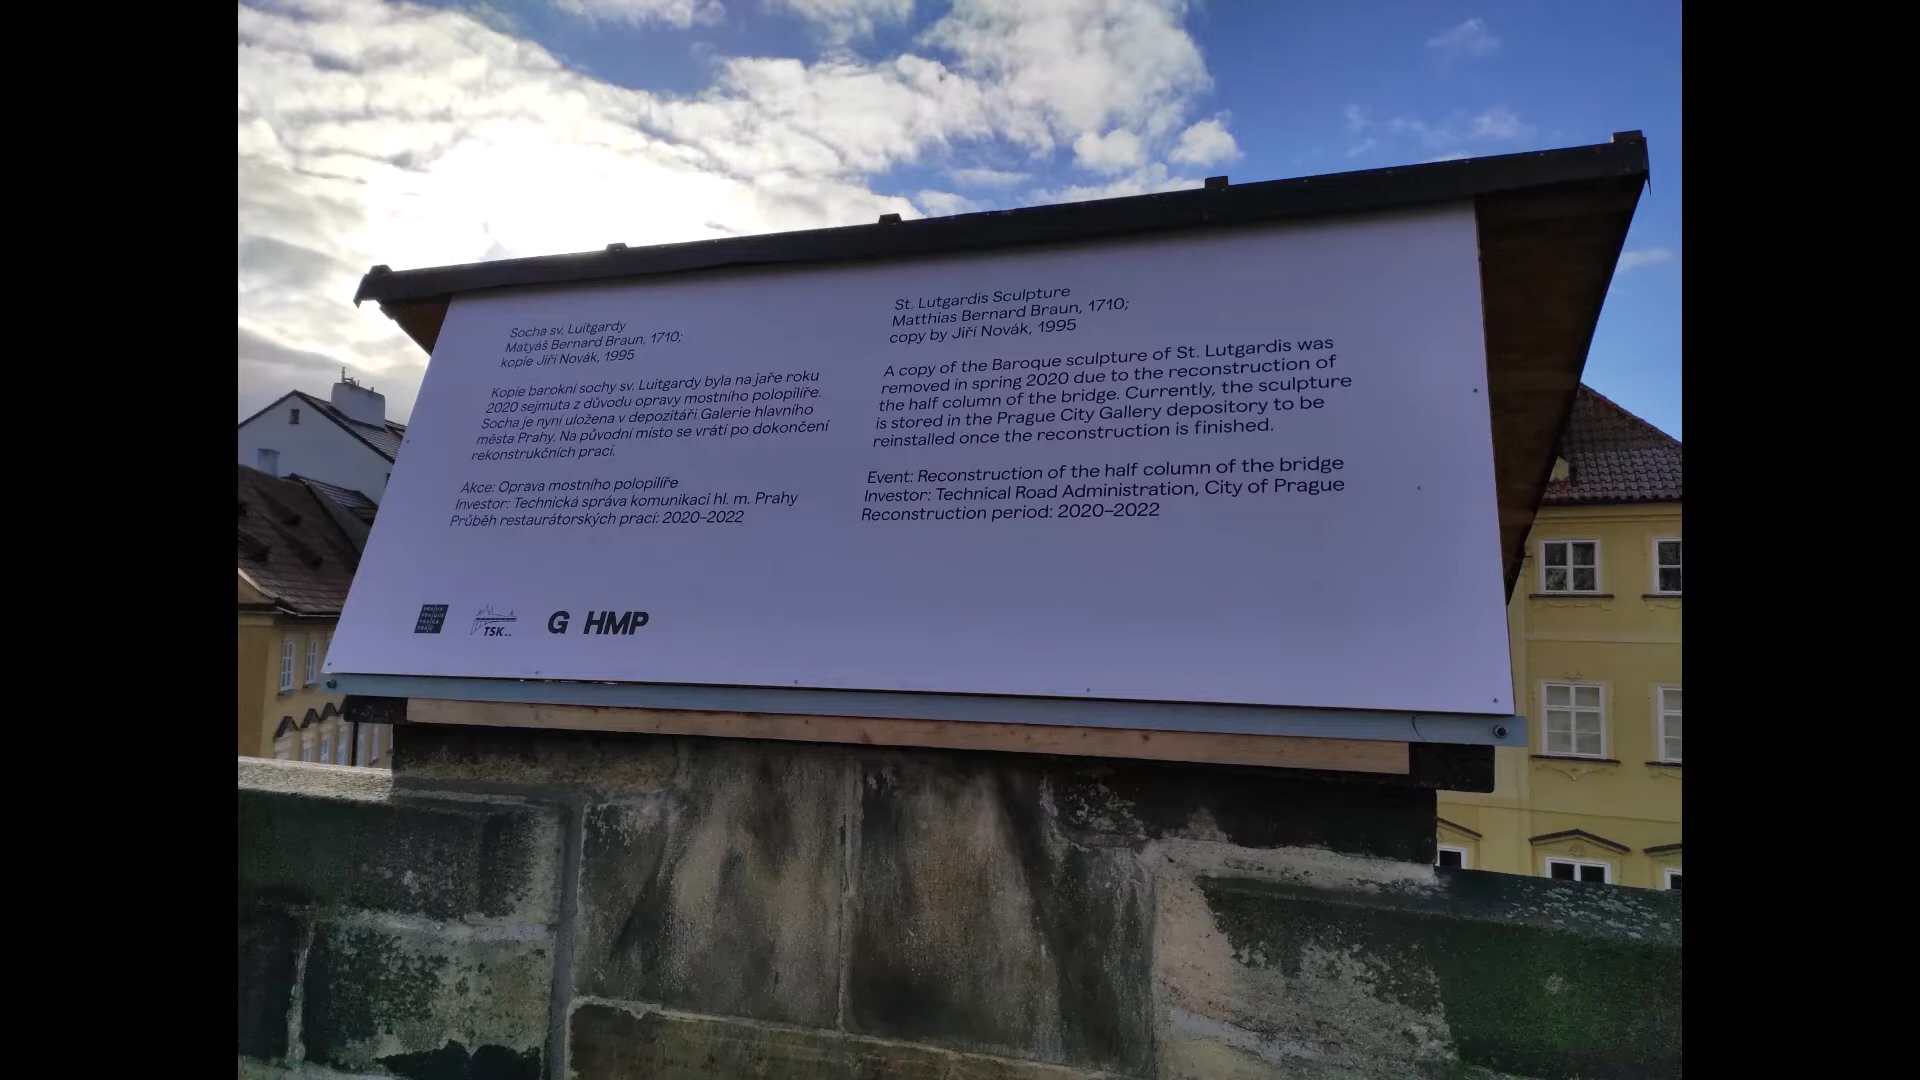 Socha sv. Luitgardy
Matyáš Bernard Braun, 1710;
kopie Jiří Novák, 1995
Kopie barokní sochy sv. Luitgardy byla na jaře roku
2020 sejmuta z důvodu opravy mostního polopilíře.
Socha je nyní uložena v depozitáři Galerie hlavního
města Prahy. Na původní místo se vrátí po dokončení
rekonstrukčních prací.
Akce: Oprava mostního polopilíře
Investor: Technická správa komunikaci hl. m. Prahy
Průběh restaurátorských prací: 2020–2022
St. Lutgardis Sculpture
Matthias Bernard Braun, 1710;
copy by Jiří Novák, 1995
A copy of the Baroque sculpture of St. Lutgardis was
removed in spring 2020 due to the reconstruction of
the half column of the bridge. Currently, the sculpture
is stored in the Prague City Gallery depository to be
reinstalled once the reconstruction is finished.
Event: Reconstruction of the half column of the bridge
Investor: Technical Road Administration, City of Prague
Reconstruction period: 2020–2022
TSK
G HMP